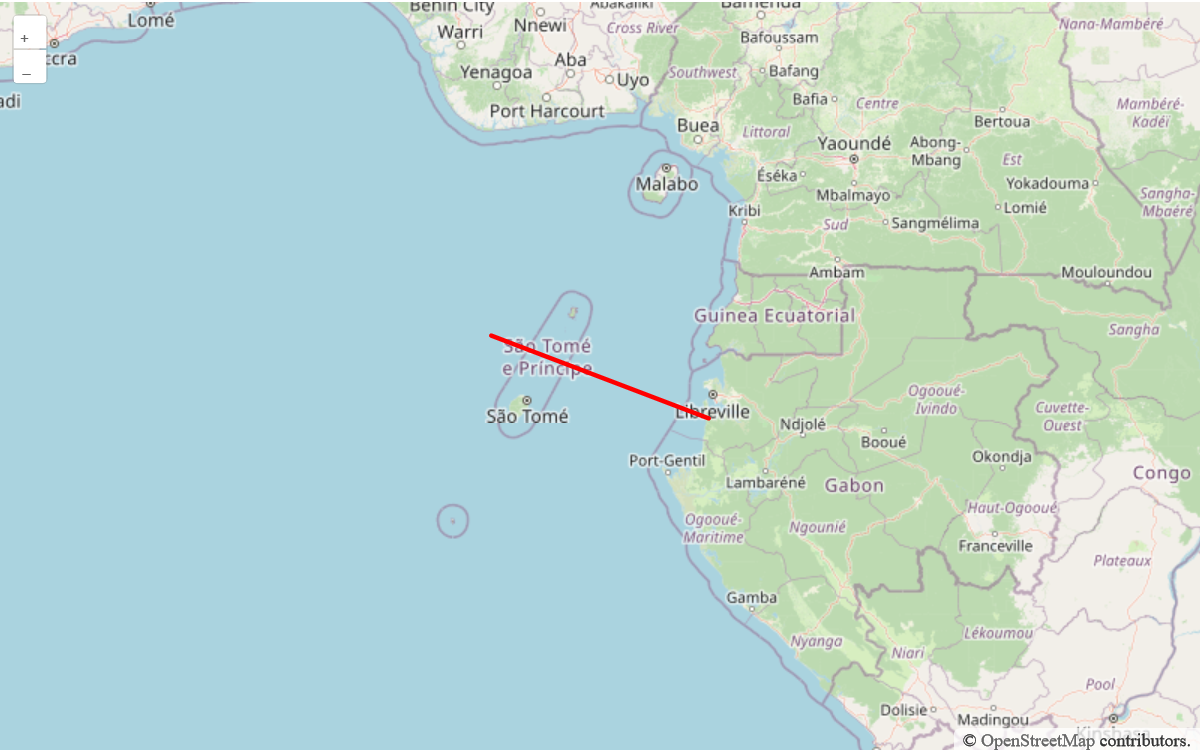 Benin City
Abakaliki
Bamenda
Lomé
Nnewi
Cross River
Nana-Mambéré
Warri
Bafoussam
+
ccra
Aba
Yenagoa
Uyo
Southwest
Bafang
–
adi
Port Harcourt
Bafia
Centre
Mambéré-
Kadéï
Buea
Littoral
Bertoua
Yaoundé
Abong-
Mbang
Est
Malabo
Éséka
Mbalmayo
Yokadouma
Sangha-
Mbaéré
Kribi
Sud
Sangmélima
Lomié
Ambam
Mouloundou
Guinea Ecuatorial
Sangha
São Tomé
e Príncipe
Ogooué-
Ivindo
São Tomé
Libreville
Cuvette-
Ouest
Ndjolé
Booué
Port-Gentil
Okondja
Lambaréné
Gabon
Congo
Haut-Ogooué
Ogooué-
Maritime
Ngounié
Franceville
Plateaux
Gamba
Nyanga
Lékoumou
Niari
Pool
Dolisie
Madingou
Kinshasa
© OpenStreetMap contributors.